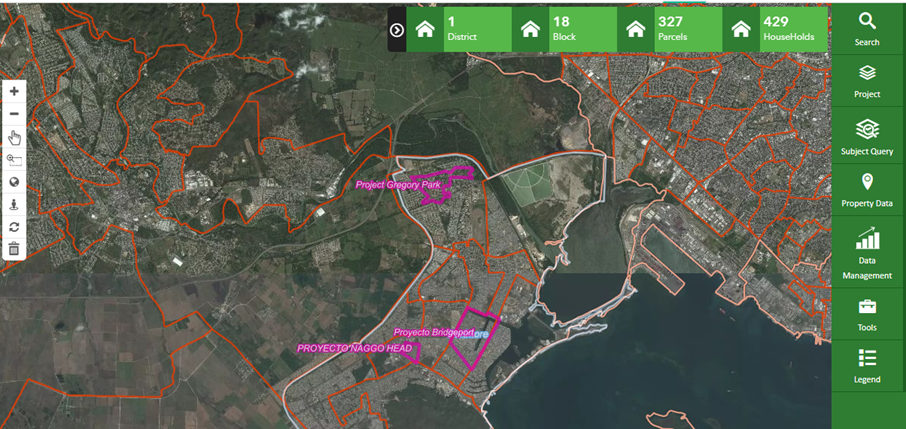 1
District
18
Block
327
Parcels
429
HouseHolds
Search
Project
Subject Query
Property Data
Data
Management
Tools
Legend
Project Gregory Park
Proyecto Bridgeport
PROYECTO NAGGO HEAD